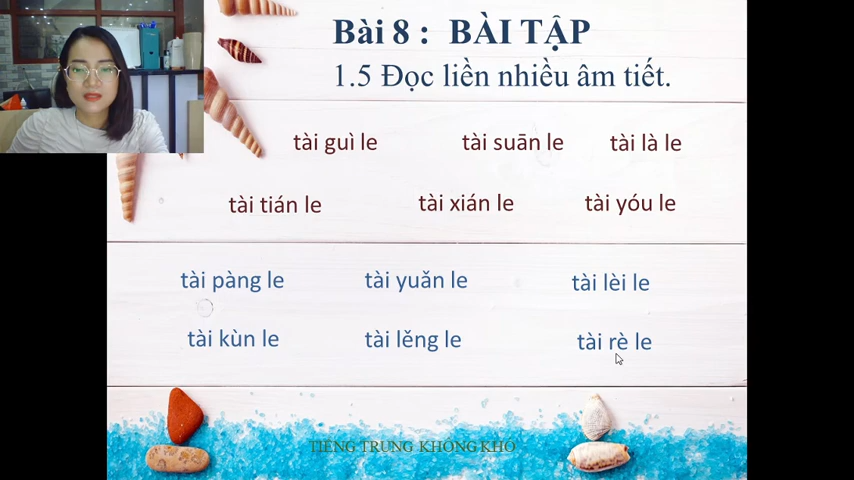 Bài 8 : BÀI TẬP
1.5 Đọc liền nhiều âm tiết.
tài guì le tài suān le tài là le
tài tián le tài xián le tài yóu le
tài pàng le tài yuǎn le tài lèi le
tài kùn le tài lěng le tài rè le
TIẾNG TRUNG KHÔNG KHÓ